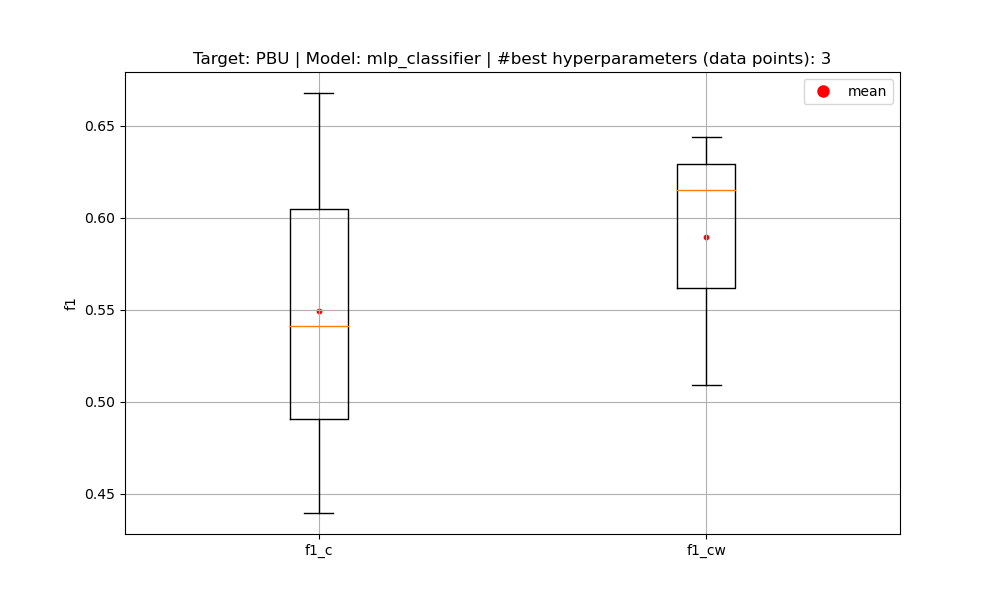 Target: PBU | Model: mlp_classifier | #best hyperparameters (data points): 3
mean
0.65
0.60
0.55
0.50
0.45
f1
f1_c
f1_cw